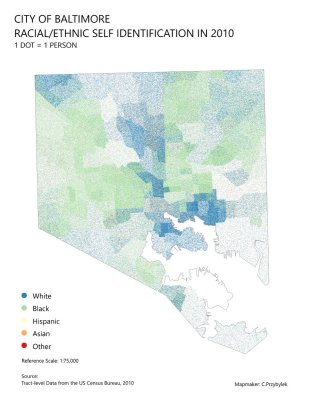 CITY OF BALTIMORE
RACIAL/ETHNIC SELF IDENTIFICATION IN 2010
1 DOT = 1 PERSON
White
Black
Hispanic
Asian
Other
Reference Scale: 1:75,000
Source:
Tract-level Data from the US Census Bureau, 2010
Mapmaker: C.Przybylek